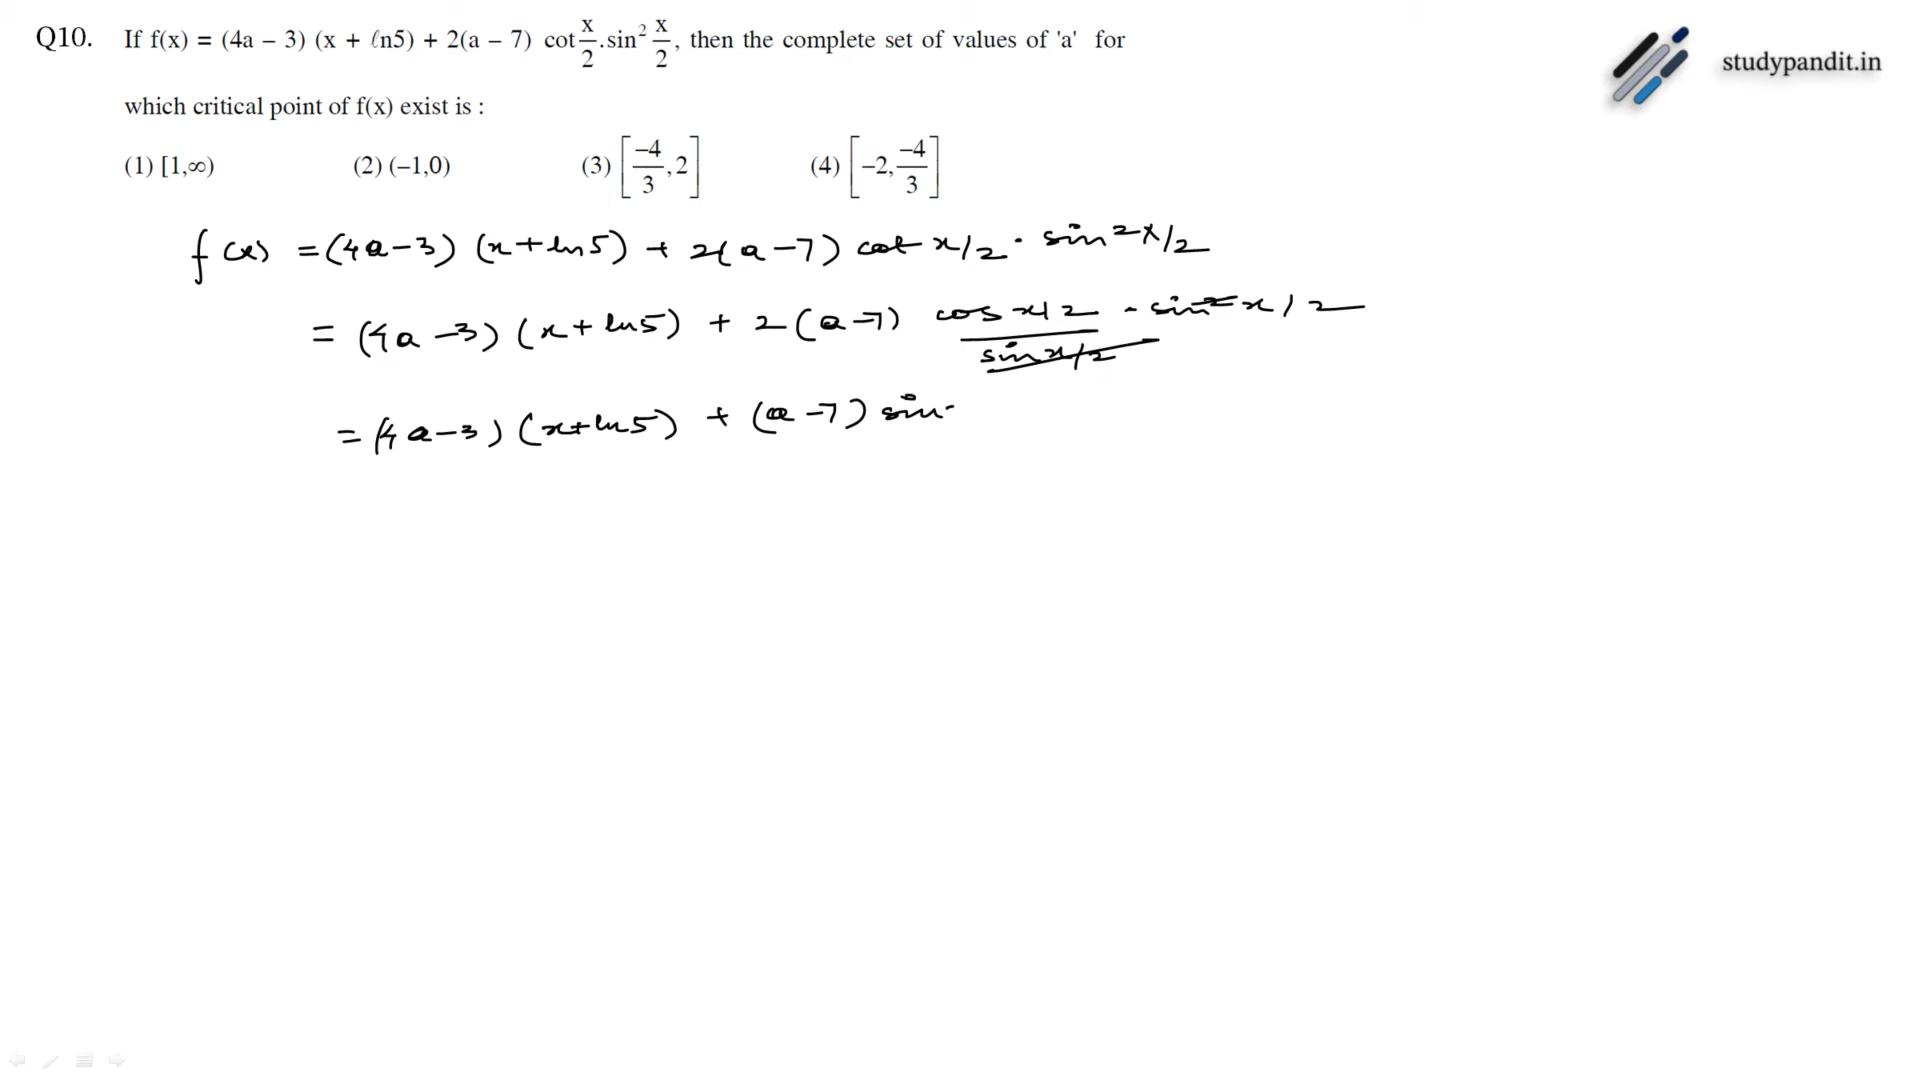 Q10. If f(x) = (4a – 3) (x + ℓn5) + 2(a – 7) cot x/2 . sin² x/2, then the complete set of values of 'a' for
studypandit.in
which critical point of f(x) exist is :
(1) [1,∞) (2) (–1,0) (3) [–4/3, 2] (4) [–2, –4/3]
f(x) = (4a – 3) (x + ln5) + 2(a – 7) cot x/2 · sin² x/2
= (4a – 3) (x + ln5) + 2(a – 7) cos x/2 / sin x/2 · sin² x/2
= (4a – 3) (x + ln5) + (a – 7) sin